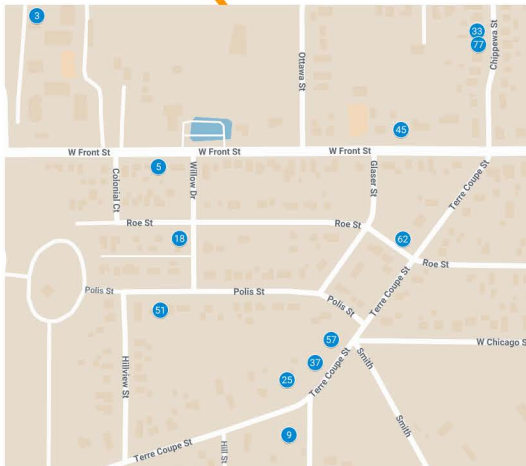 3
33
77
Chippewa St
Ottawa St
45
W Front St
W Front St
W Front St
5
Colonial Ct
Willow Dr
Glaser St
Terre Coupe St
Roe St
Roe St
18
62
Roe St
Terre Coupe St
Polis St
Polis St
Polis St
51
57
W Chicago S
37
Smith
Terre Coupe St
25
Hillview St
Smith
9
Hill St
Terre Coupe St